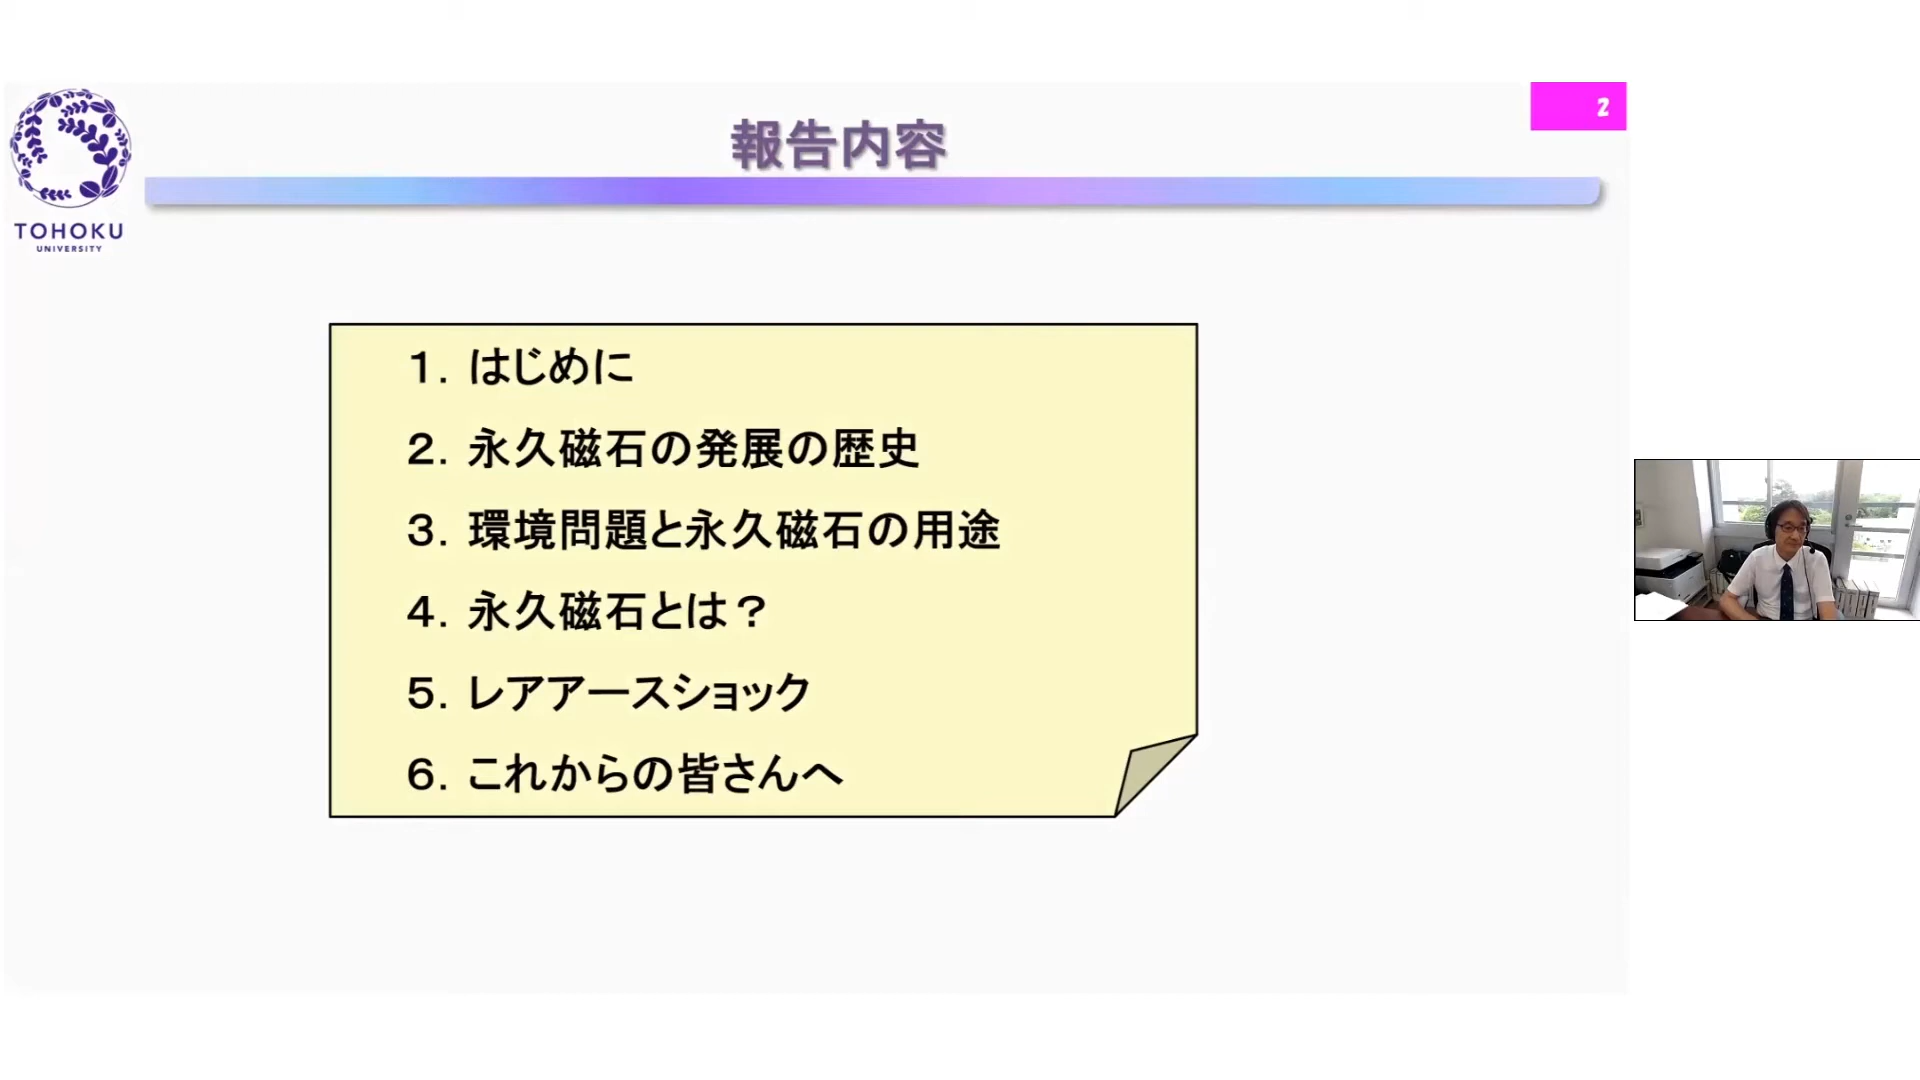 TOHOKU
UNIVERSITY
報告内容
2
1. はじめに
2. 永久磁石の発展の歴史
3. 環境問題と永久磁石の用途
4. 永久磁石とは？
5. レアアースショック
6. これからの皆さんへ